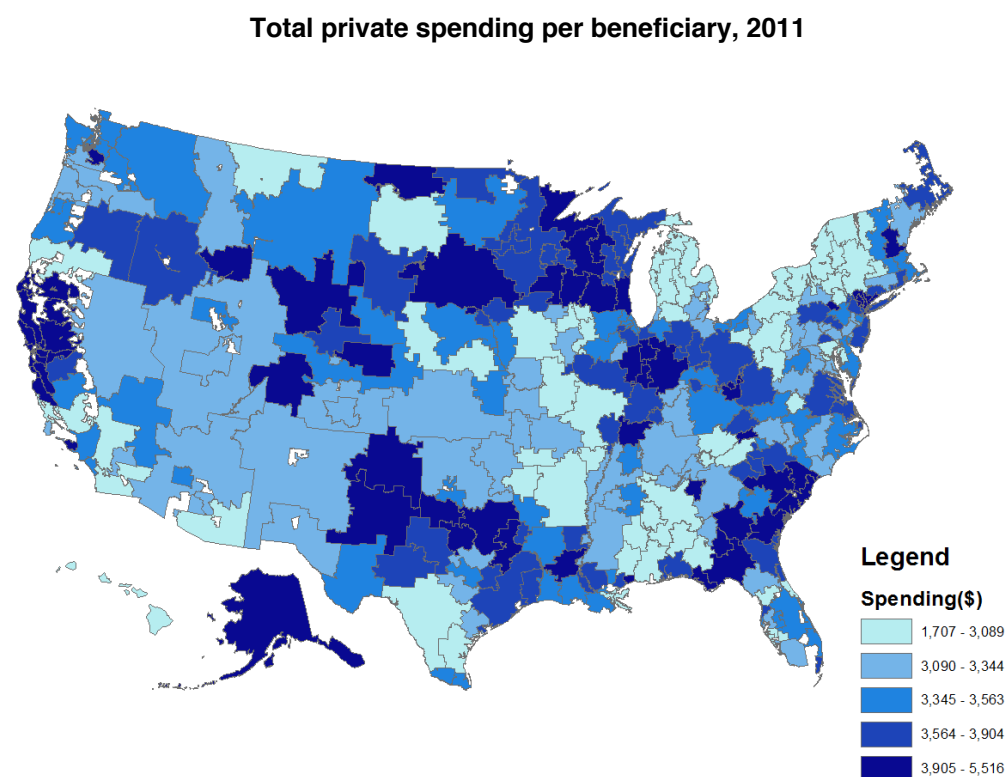 Total private spending per beneficiary, 2011
Legend
Spending($)
1,707 - 3,089
3,090 - 3,344
3,345 - 3,563
3,564 - 3,904
3,905 - 5,516